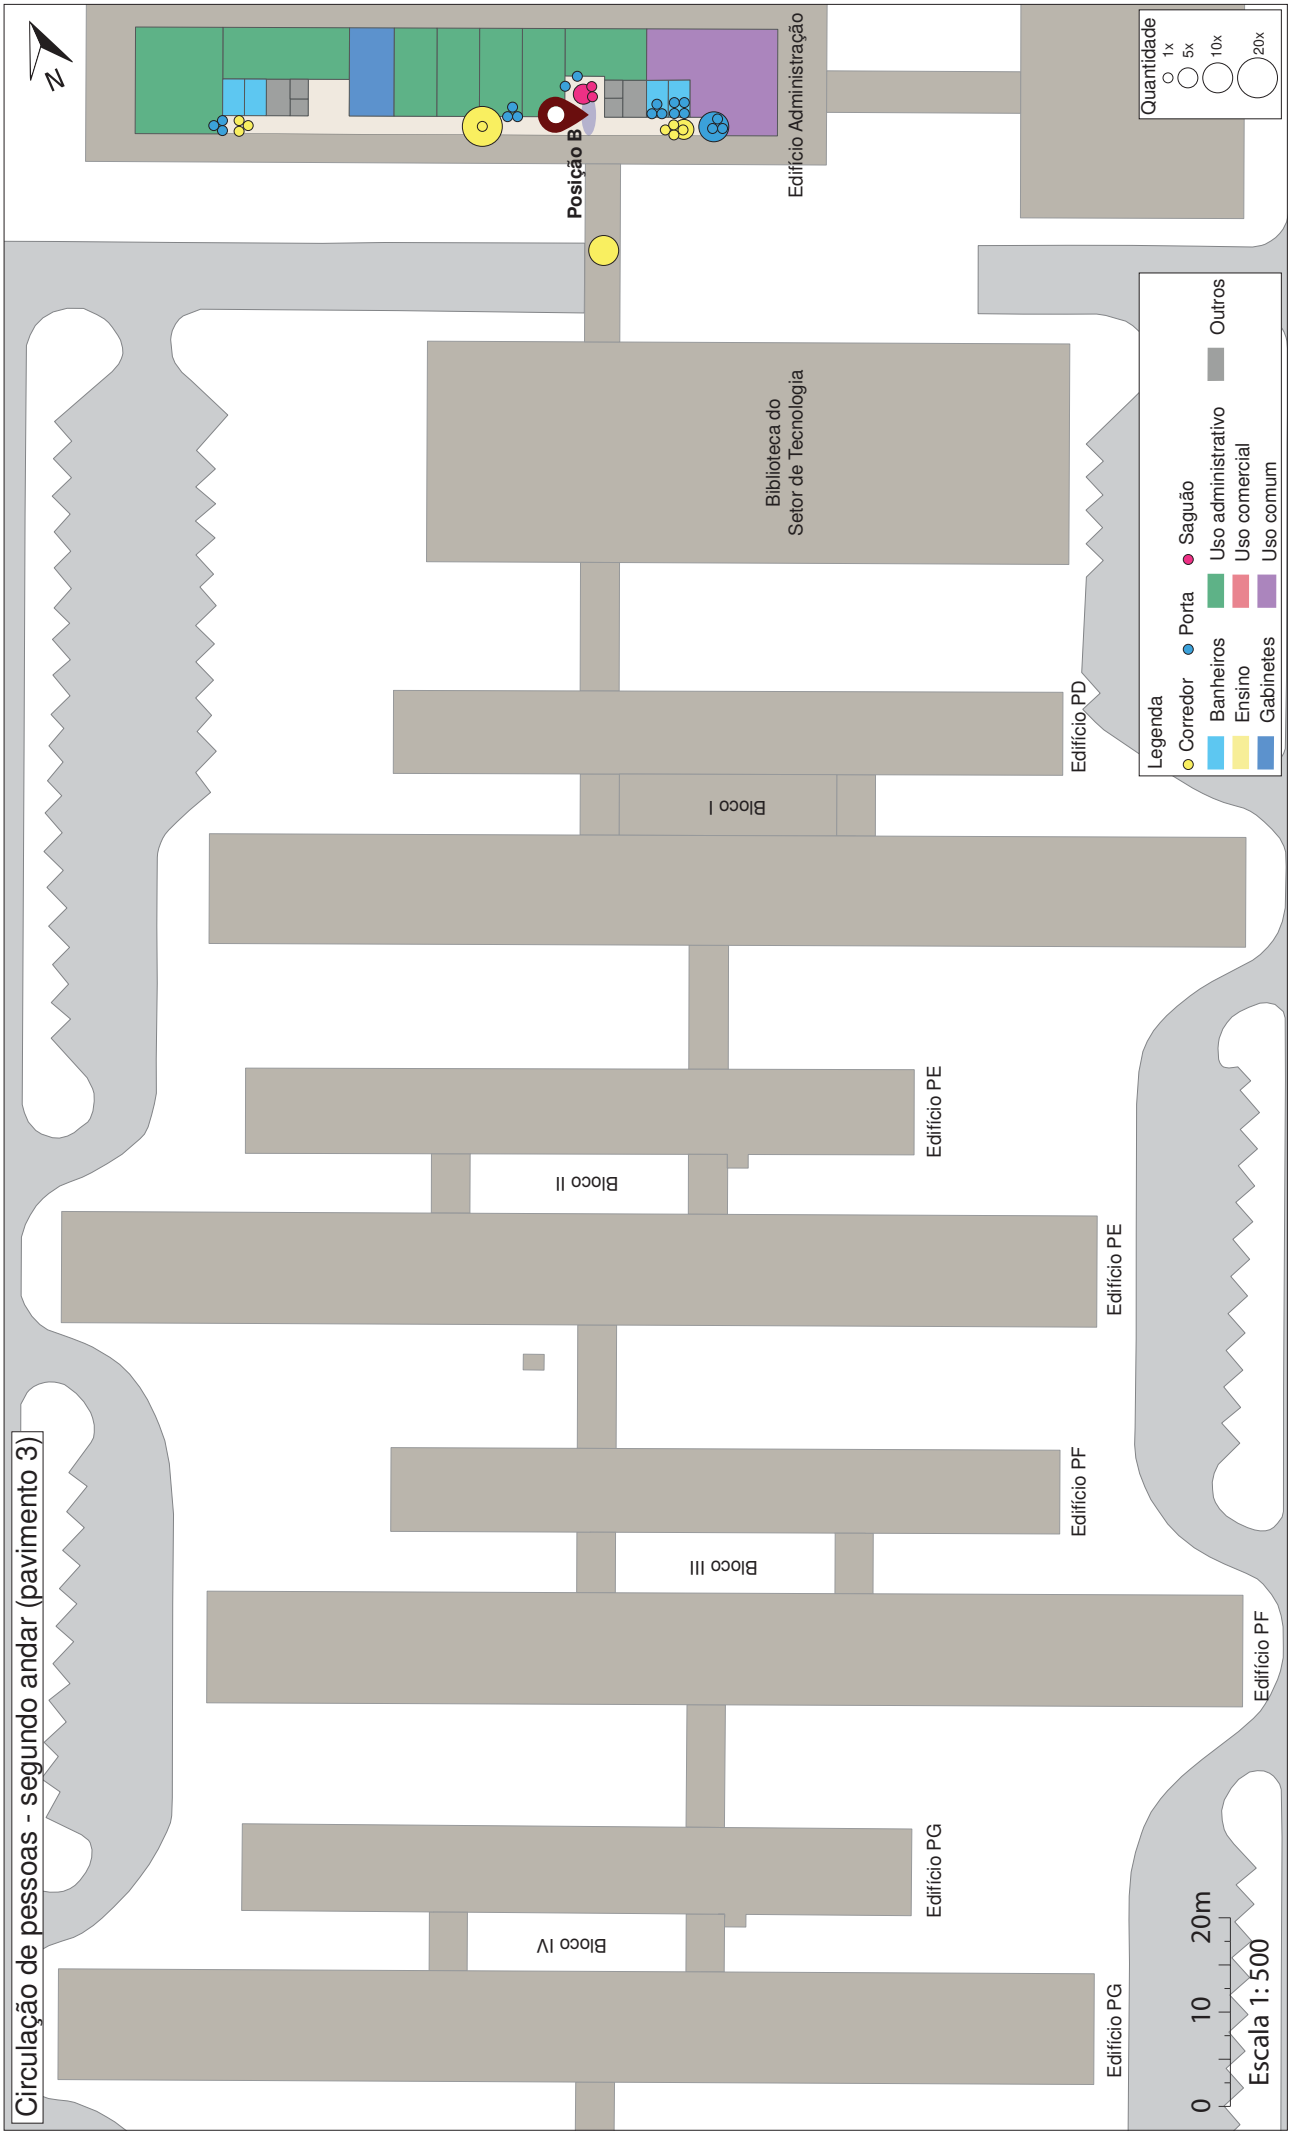 Circulação de pessoas - segundo andar (pavimento 3)
N
Posição B
Edifício Administração
Biblioteca do
Setor de Tecnologia
Edifício PD
Bloco I
Edifício PE
Bloco II
Edifício PE
Edifício PF
Bloco III
Edifício PF
Edifício PG
Bloco IV
Edifício PG
Quantidade
1x
5x
10x
20x
Legenda
Corredor
Porta
Saguão
Banheiros
Uso administrativo
Outros
Ensino
Uso comercial
Gabinetes
Uso comum
0 10 20m
Escala 1: 500